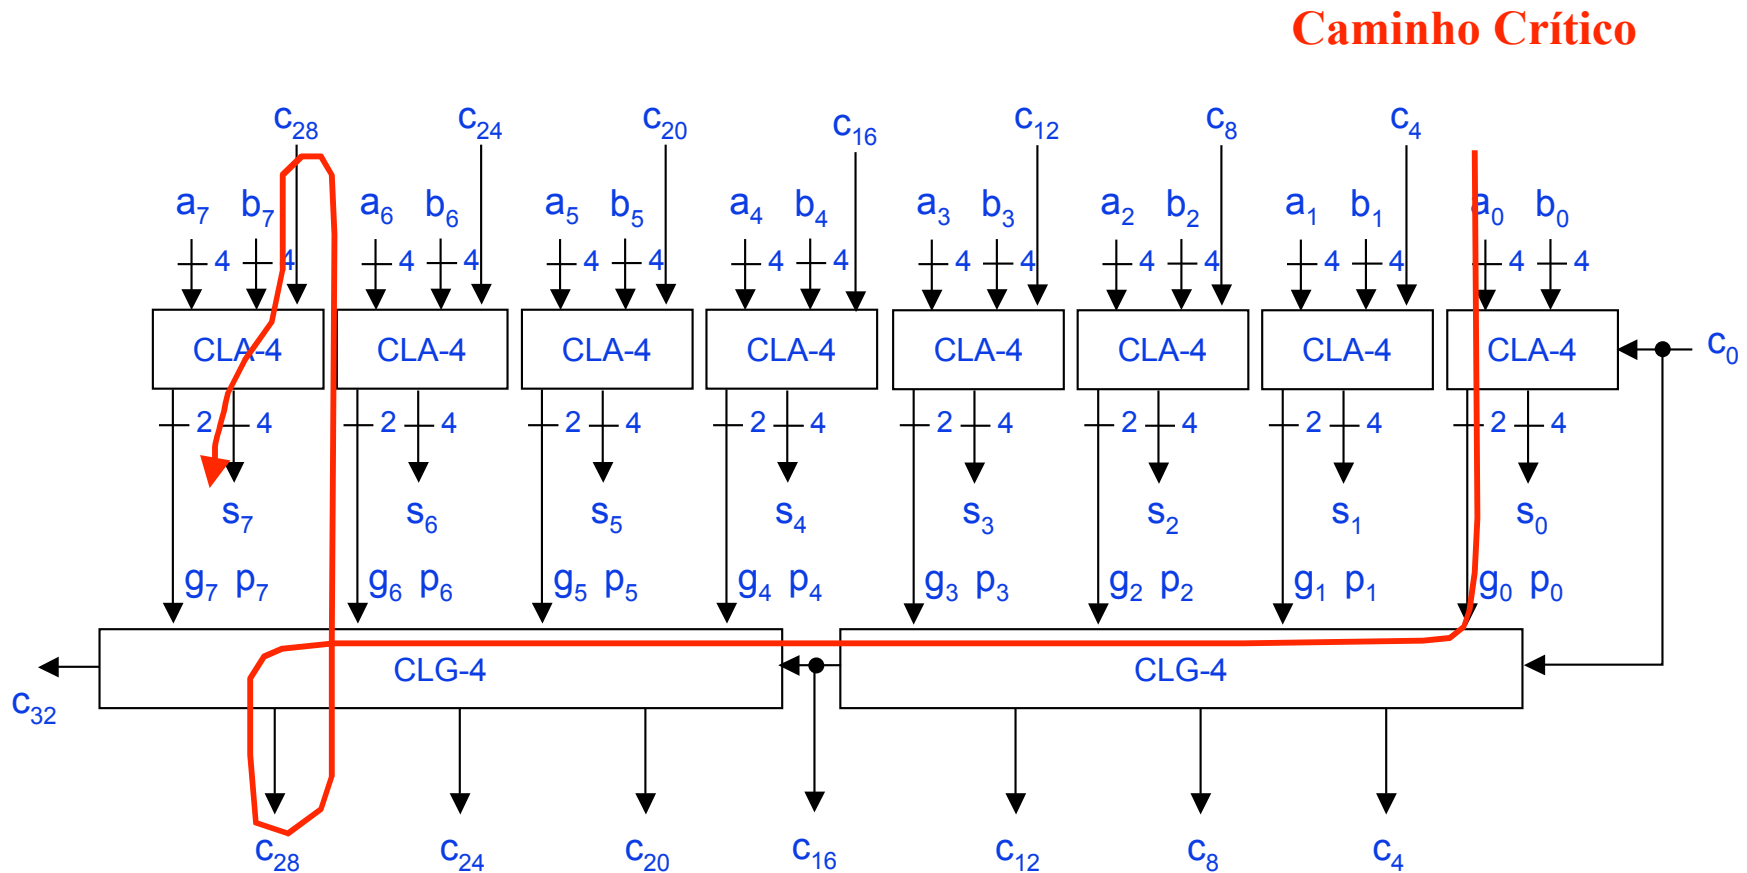 Caminho Crítico
c28 c24 c20 c16 c12 c8 c4
a7 b7 a6 b6 a5 b5 a4 b4 a3 b3 a2 b2 a1 b1 a0 b0
4 4 4 4 4 4 4 4 4 4 4 4 4 4 4 4
CLA-4 CLA-4 CLA-4 CLA-4 CLA-4 CLA-4 CLA-4 CLA-4 c0
2 4 2 4 2 4 2 4 2 4 2 4 2 4 2 4
s7 s6 s5 s4 s3 s2 s1 s0
g7 p7 g6 p6 g5 p5 g4 p4 g3 p3 g2 p2 g1 p1 g0 p0
CLG-4 CLG-4
c32
c28 c24 c20 c16 c12 c8 c4